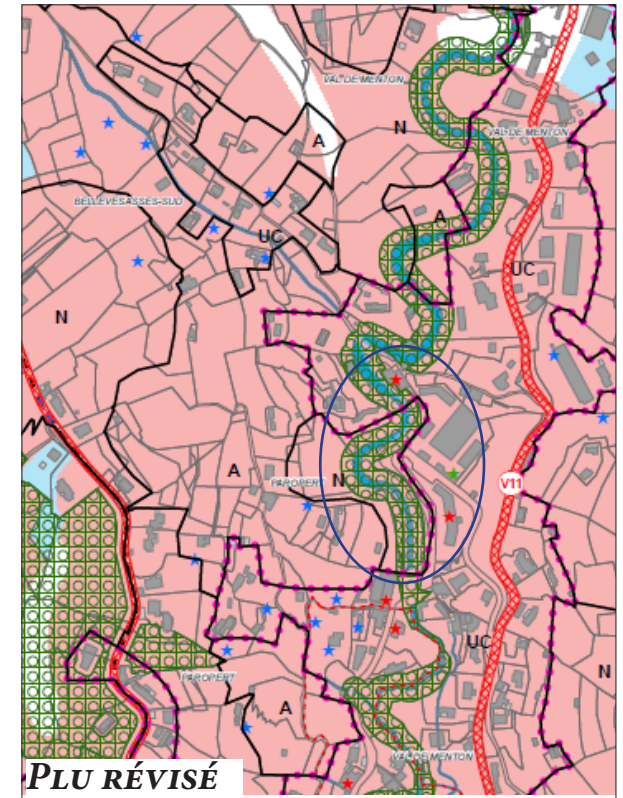 VAL DE MENTON
N
VAL DE MENTON
A
BELLEVESASSES-SUD
A
UC
UC
N
A
PAROPERT
N
V11
UC
N
PAROPERT
A
VAL DE MENTON
PLU RÉVISÉ